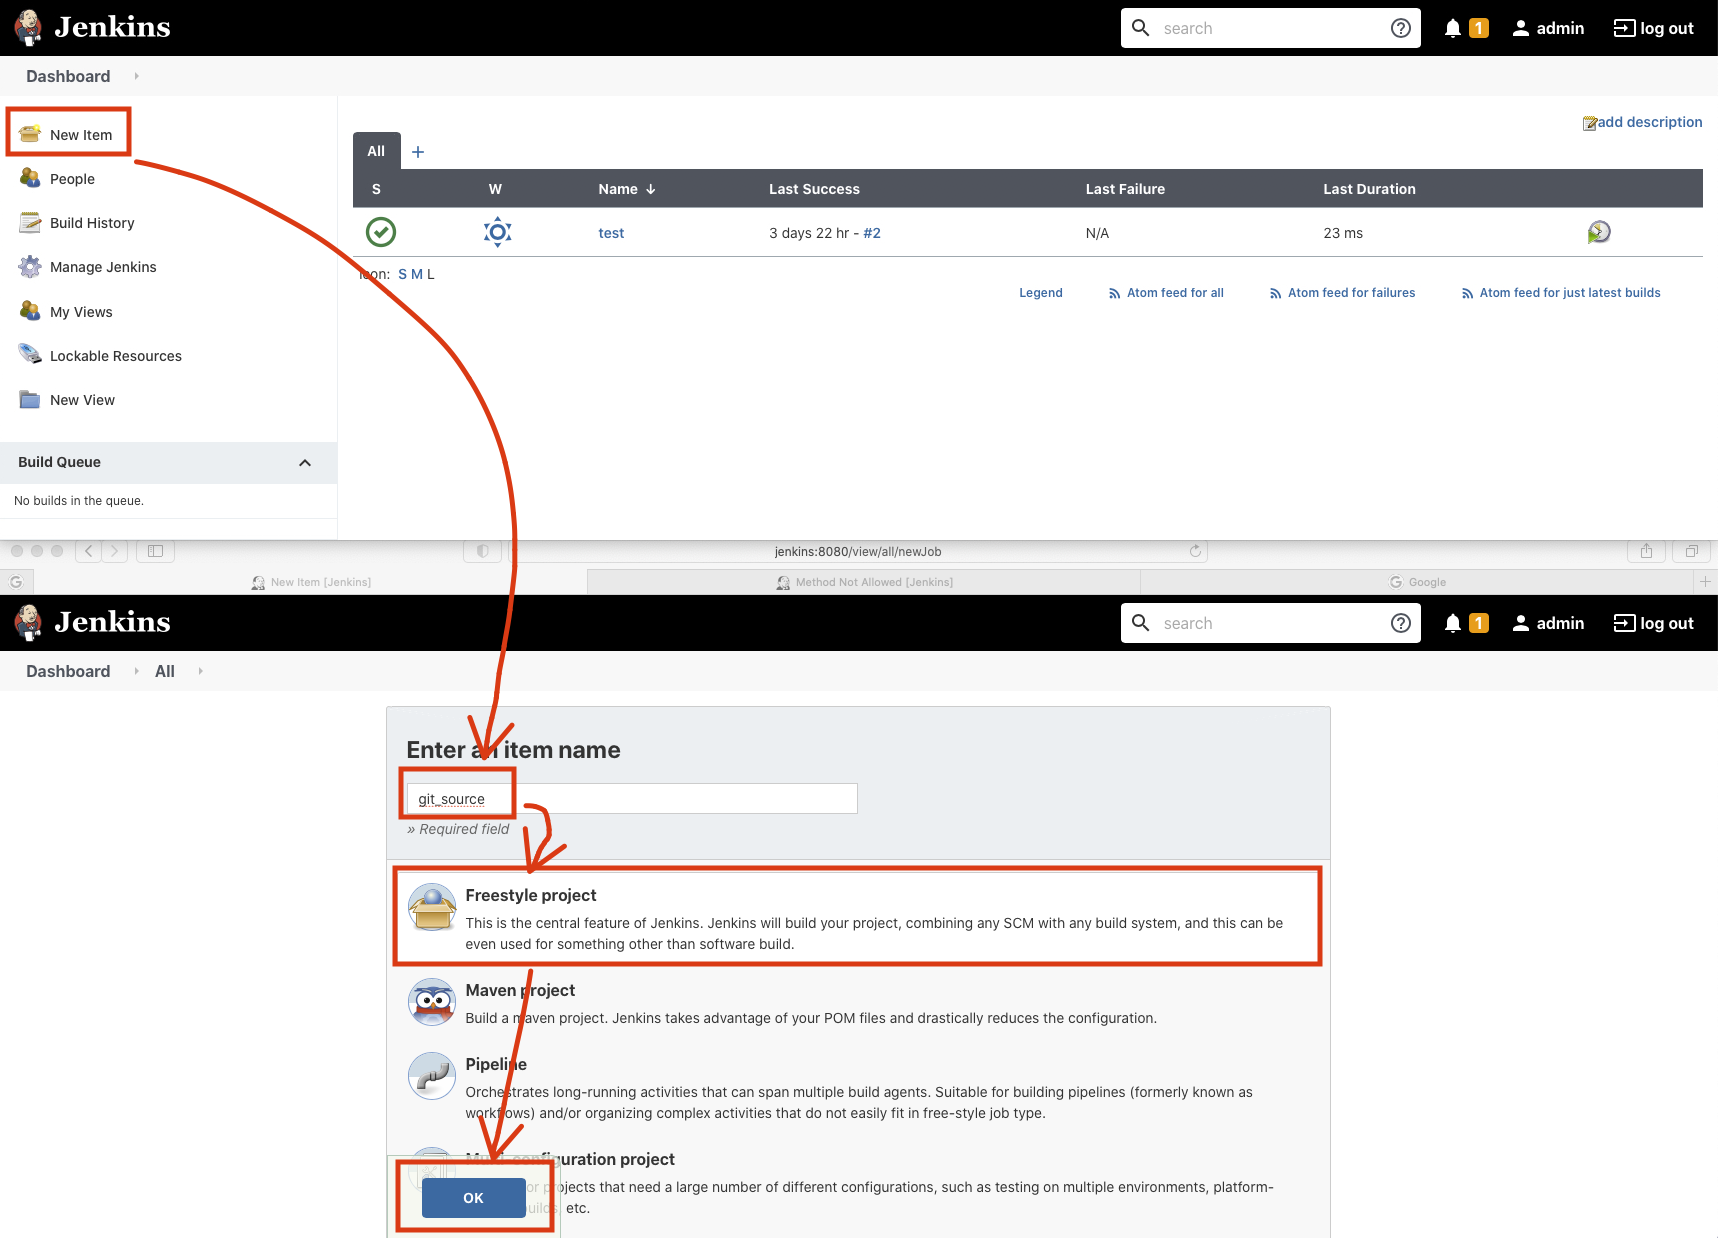 Jenkins
search
1
admin
log out
Dashboard
New Item
People
Build History
Manage Jenkins
My Views
Lockable Resources
New View
Build Queue
No builds in the queue.
add description
All +
S W Name ↓ Last Success Last Failure Last Duration
test 3 days 22 hr - #2 N/A 23 ms
Icon: S M L
Legend Atom feed for all Atom feed for failures Atom feed for just latest builds
jenkins:8080/view/all/newJob
New Item [Jenkins] Method Not Allowed [Jenkins] Google
Jenkins
search
1
admin
log out
Dashboard All
Enter an item name
git_source
» Required field
Freestyle project
This is the central feature of Jenkins. Jenkins will build your project, combining any SCM with any build system, and this can be
even used for something other than software build.
Maven project
Build a maven project. Jenkins takes advantage of your POM files and drastically reduces the configuration.
Pipeline
Orchestrates long-running activities that can span multiple build agents. Suitable for building pipelines (formerly known as
workflows) and/or organizing complex activities that do not easily fit in free-style job type.
Multi-configuration project
or projects that need a large number of different configurations, such as testing on multiple environments, platform-
builds, etc.
OK